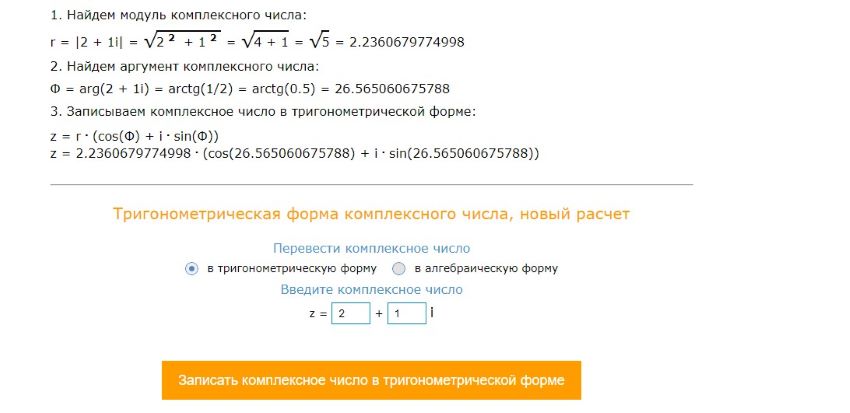 1. Найдем модуль комплексного числа:
r = |2 + 1i| = √2 ² + 1 ² = √4 + 1 = √5 = 2.2360679774998
2. Найдем аргумент комплексного числа:
Φ = arg(2 + 1i) = arctg(1/2) = arctg(0.5) = 26.565060675788
3. Записываем комплексное число в тригонометрической форме:
z = r · (cos(Φ) + i · sin(Φ))
z = 2.2360679774998 · (cos(26.565060675788) + i · sin(26.565060675788))
Тригонометрическая форма комплексного числа, новый расчет
Перевести комплексное число
в тригонометрическую форму в алгебраическую форму
Введите комплексное число
z = 2 + 1 i
Записать комплексное число в тригонометрической форме